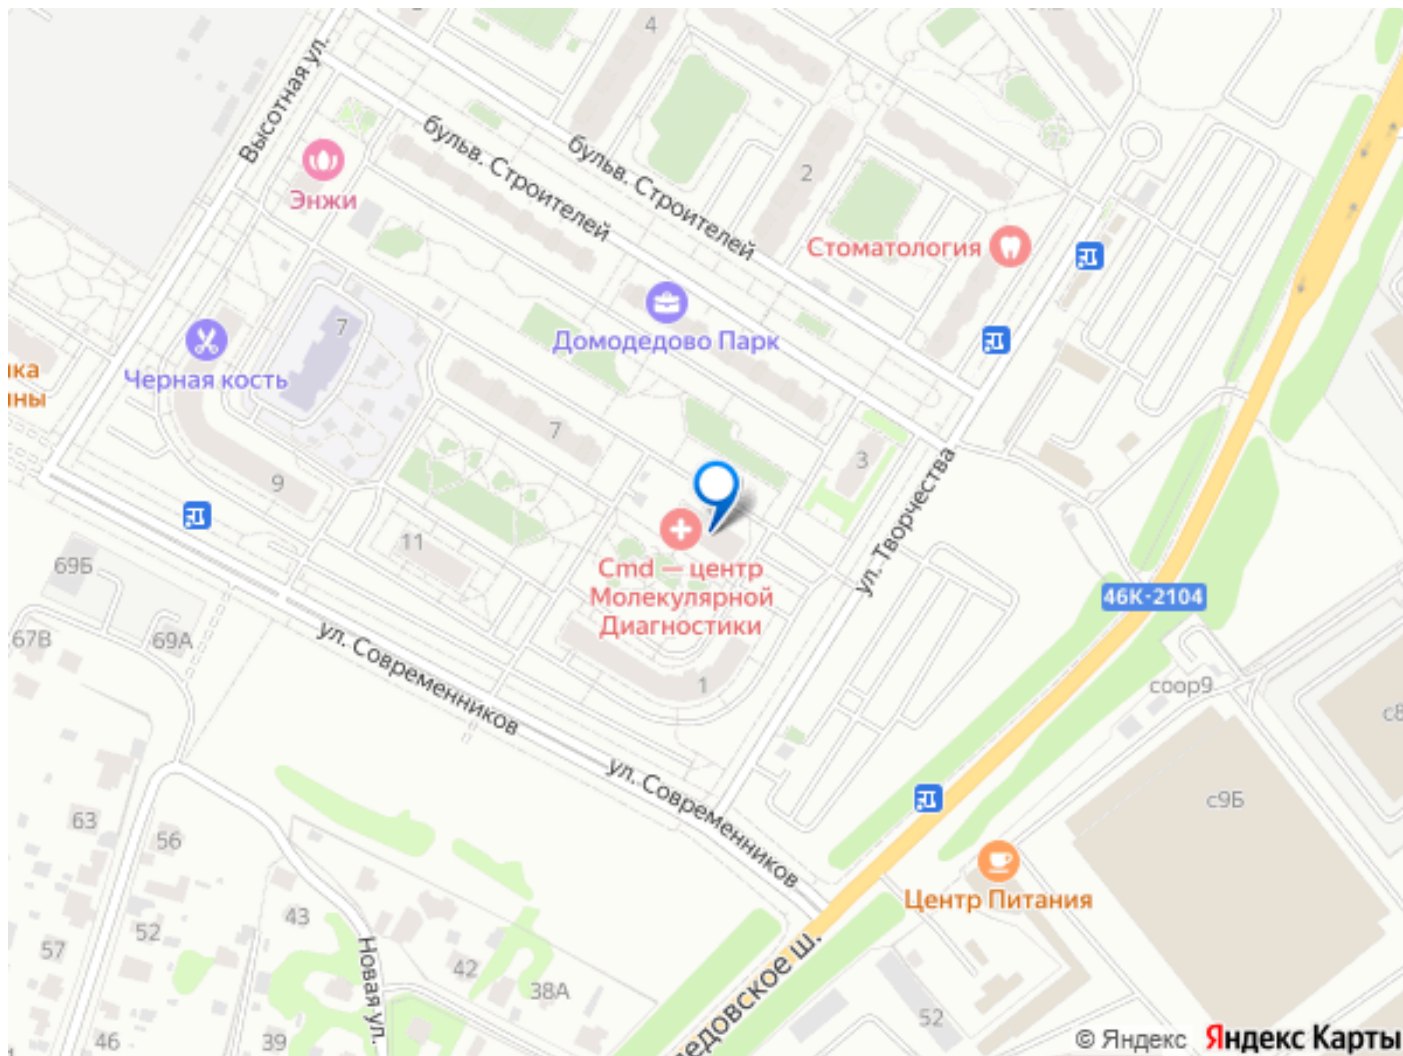 4
Высотная ул.
бульв. Строителей
бульв. Строителей
2
Энжи
Стоматология
7
Домодедово Парк
Черная кость
7
3
9
ул. Творчества
11
Cmd — центр
Молекулярной
Диагностики
69Б
46К-2104
67В
69А
ул. Современников
1
соор9
ул. Современников
с9Б
63
56
Центр Питания
43
52
57
Новая ул.
42
38А
52
46
39
© Яндекс
Яндекс Карты